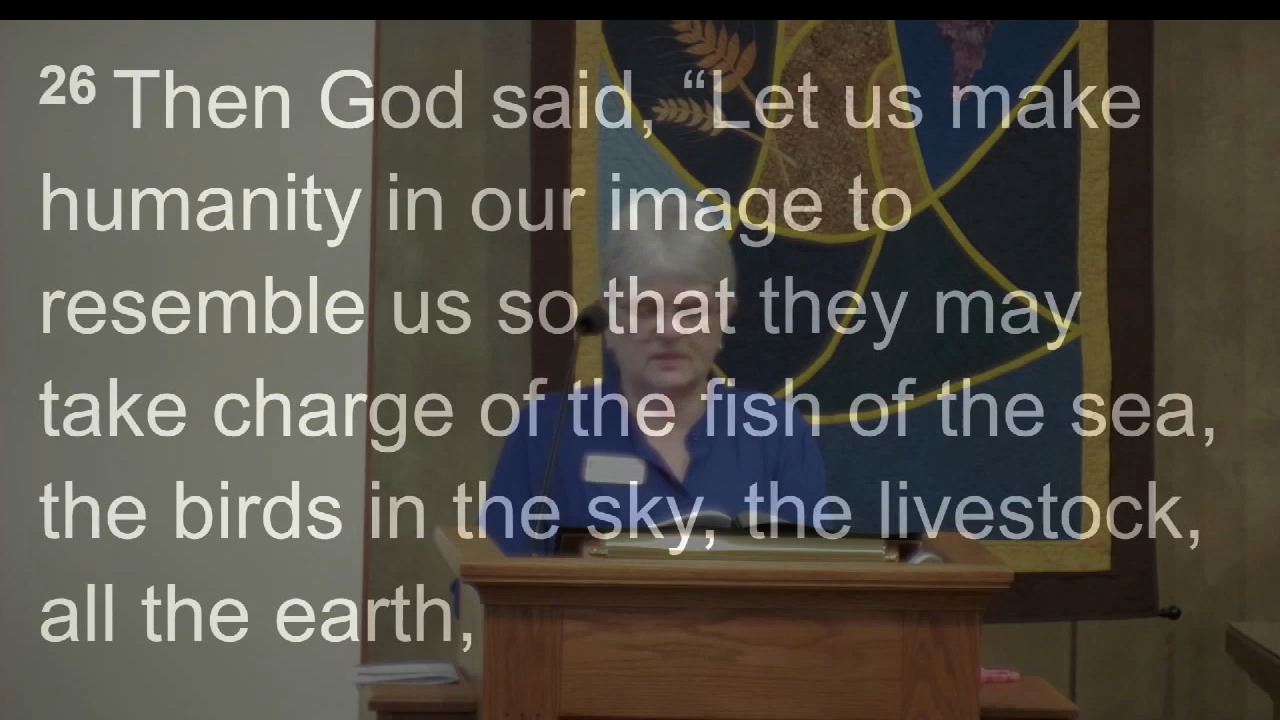 26 Then God said, “Let us make
humanity in our image to
resemble us so that they may
take charge of the fish of the sea,
the birds in the sky, the livestock,
all the earth,